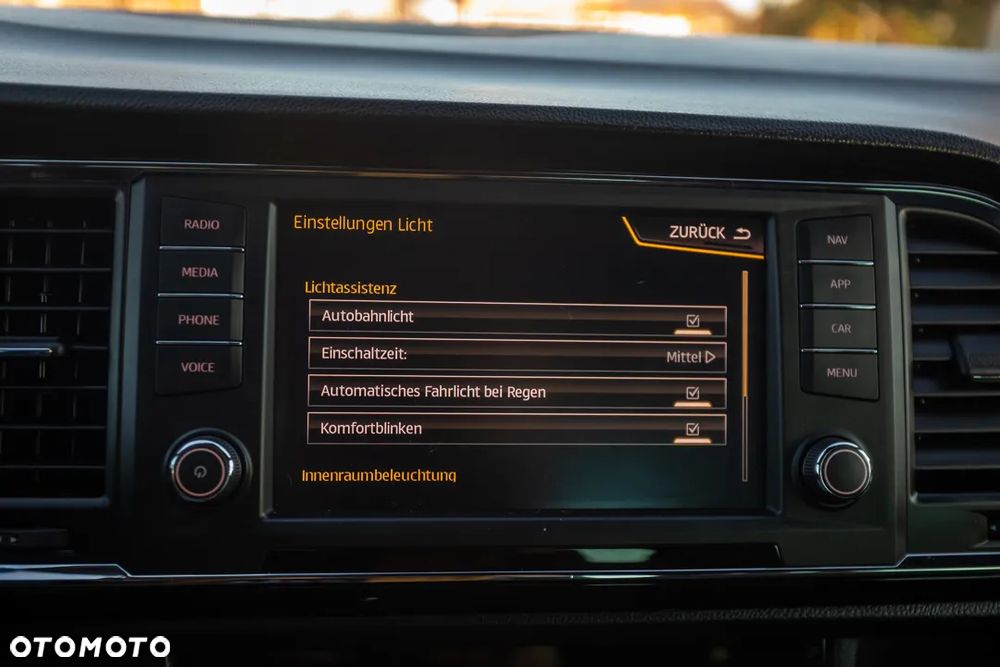 RADIO
MEDIA
PHONE
VOICE
Einstellungen Licht
ZURÜCK
Lichtassistenz
Autobahnlicht
Einschaltzeit: Mittel
Automatisches Fahrlicht bei Regen
Komfortblinken
Innenraumbeleuchtung
NAV
APP
CAR
MENU
OTOMOTO